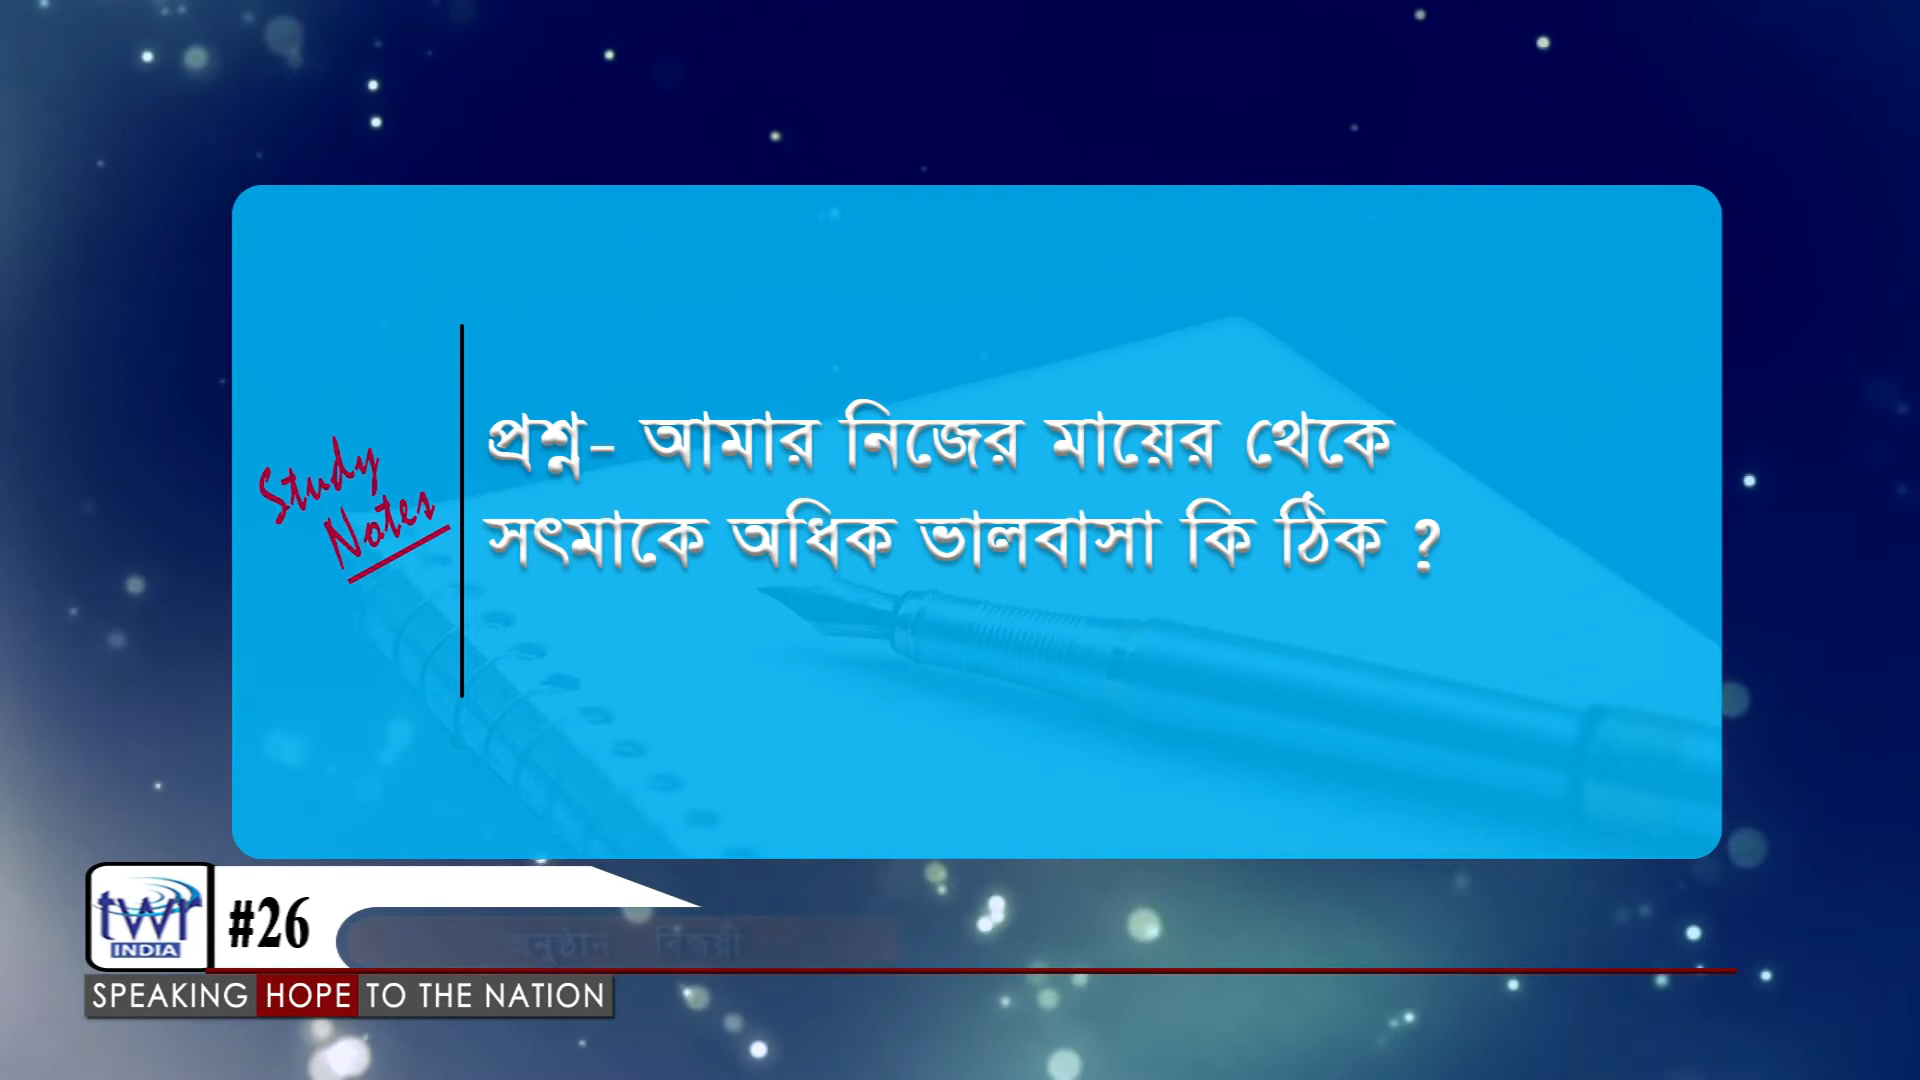 Study
Notes
প্রশ্ন- আমার নিজের মায়ের থেকে
সৎমাকে অধিক ভালবাসা কি ঠিক ?
twr
INDIA
#26
SPEAKING HOPE TO THE NATION